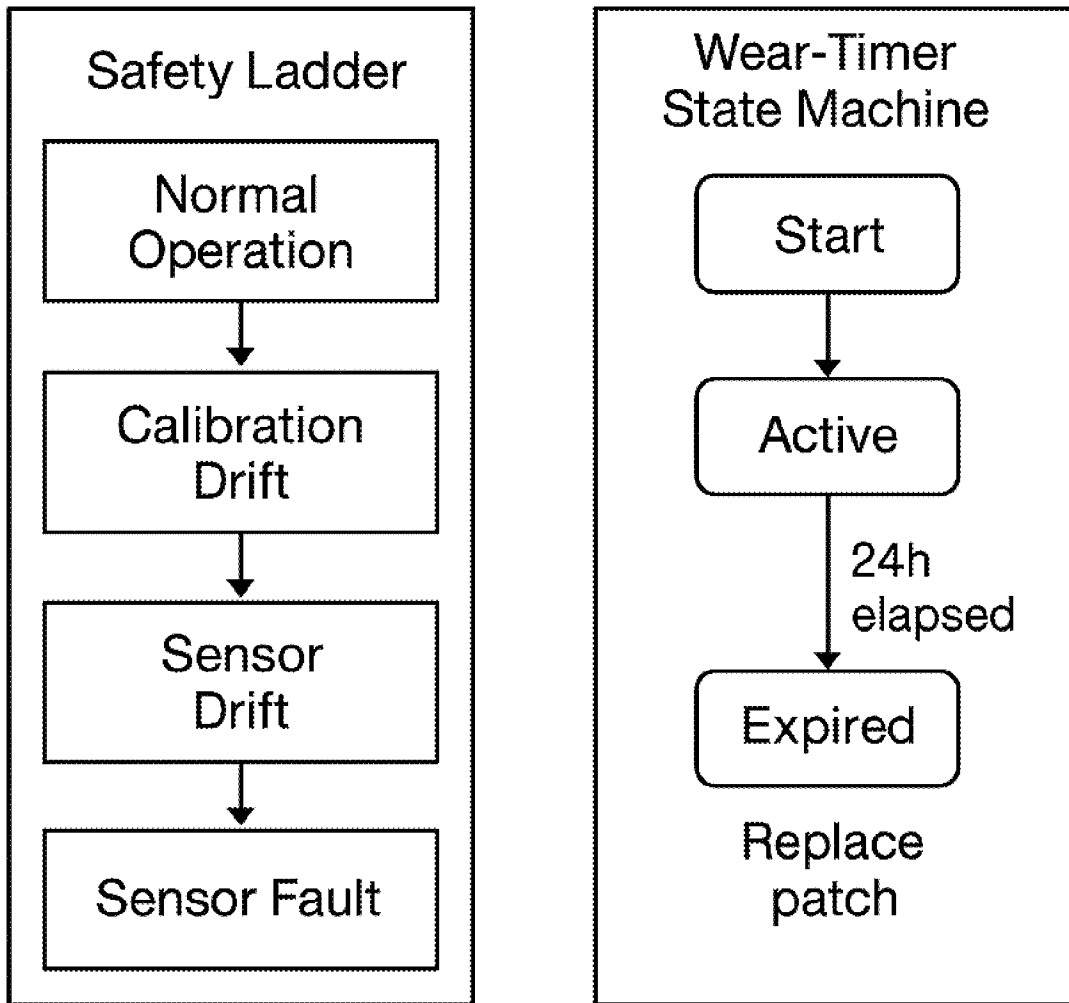 Safety Ladder
Normal
Operation
Calibration
Drift
Sensor
Drift
Sensor Fault
Wear-Timer
State Machine
Start
Active
24h
elapsed
Expired
Replace
patch